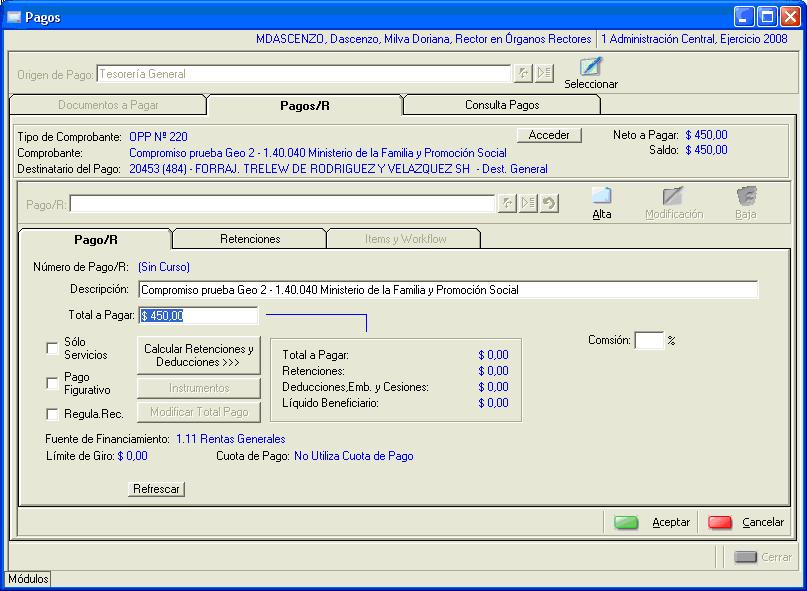 Pagos
MDASCENZO, Dascenzo, Milva Doriana, Rector en Órganos Rectores 1 Administración Central, Ejercicio 2008
Origen de Pago: Tesorería General
Seleccionar
Documentos a Pagar Pagos/R Consulta Pagos
Tipo de Comprobante: OPP Nº 220 Acceder Neto a Pagar: $ 450,00
Saldo: $ 450,00
Comprobante: Compromiso prueba Geo 2 - 1.40.040 Ministerio de la Familia y Promoción Social
Destinatario del Pago: 20453 (484) - FORRAJ. TRELEW DE RODRIGUEZ Y VELAZQUEZ SH - Dest. General
Pago/R:
Alta Modificación Baja
Pago/R Retenciones Items y Workflow
Número de Pago/R: (Sin Curso)
Descripción: Compromiso prueba Geo 2 - 1.40.040 Ministerio de la Familia y Promoción Social
Total a Pagar: $ 450,00
Sólo
Servicios
Calcular Retenciones y
Deducciones >>>
Comsión: %
Total a Pagar: $ 0,00
Retenciones: $ 0,00
Deducciones,Emb. y Cesiones: $ 0,00
Líquido Beneficiario: $ 0,00
Pago
Figurativo
Instrumentos
Regula.Rec.
Modificar Total Pago
Fuente de Financiamiento: 1.11 Rentas Generales
Límite de Giro: $ 0,00 Cuota de Pago: No Utiliza Cuota de Pago
Refrescar
Aceptar Cancelar
Cerrar
Módulos